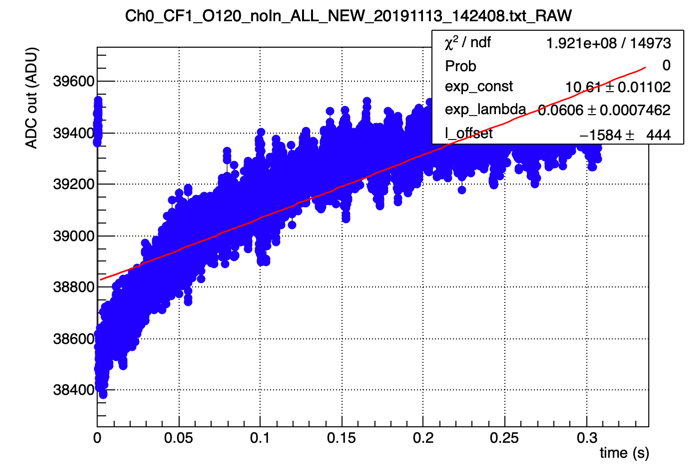 Ch0_CF1_O120_noIn_ALL_NEW_20191113_142408.txt_RAW
χ² / ndf 1.921e+08 / 14973
Prob 0
exp_const 10.61 ± 0.01102
exp_lambda 0.0606 ± 0.0007462
l_offset −1584 ± 444
ADC out (ADU)
39600
39400
39200
39000
38800
38600
38400
0 0.05 0.1 0.15 0.2 0.25 0.3
time (s)